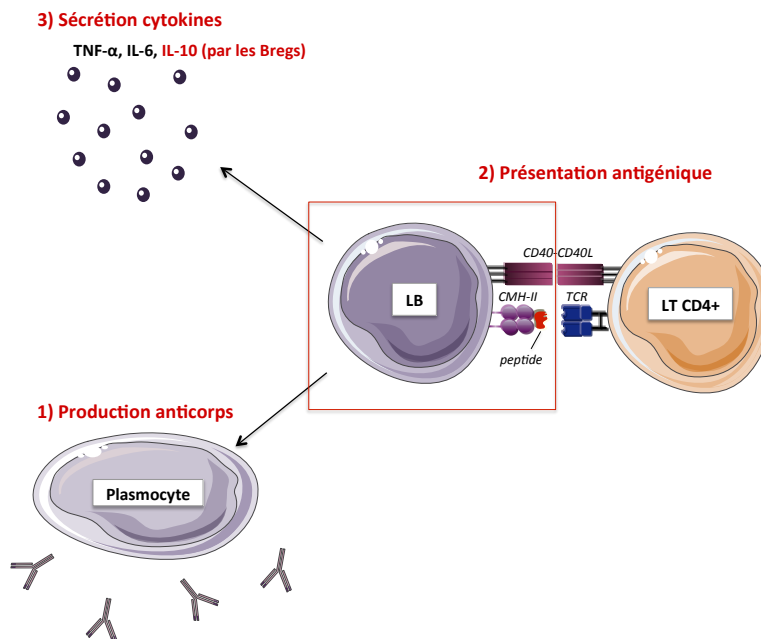 3) Sécrétion cytokines
TNF-α, IL-6, IL-10 (par les Bregs)
2) Présentation antigénique
CD40-CD40L
LB
CMH-II
TCR
LT CD4+
peptide
1) Production anticorps
Plasmocyte